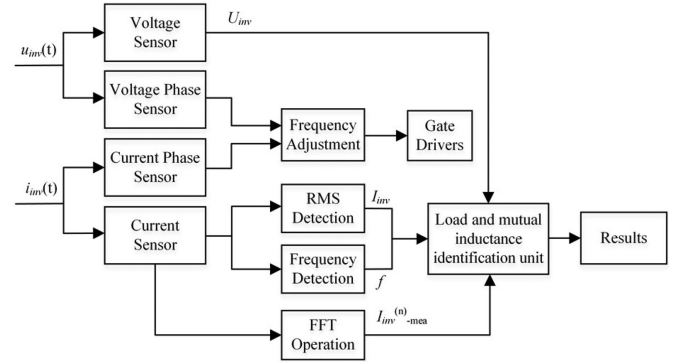 Voltage
Sensor
U_inv
u_inv(t)
Voltage Phase
Sensor
Frequency
Adjustment
Gate
Drivers
Current Phase
Sensor
i_inv(t)
Current
Sensor
RMS
Detection
I_inv
Frequency
Detection
f
Load and mutual
inductance
identification unit
Results
FFT
Operation
I_inv^(n)_-mea